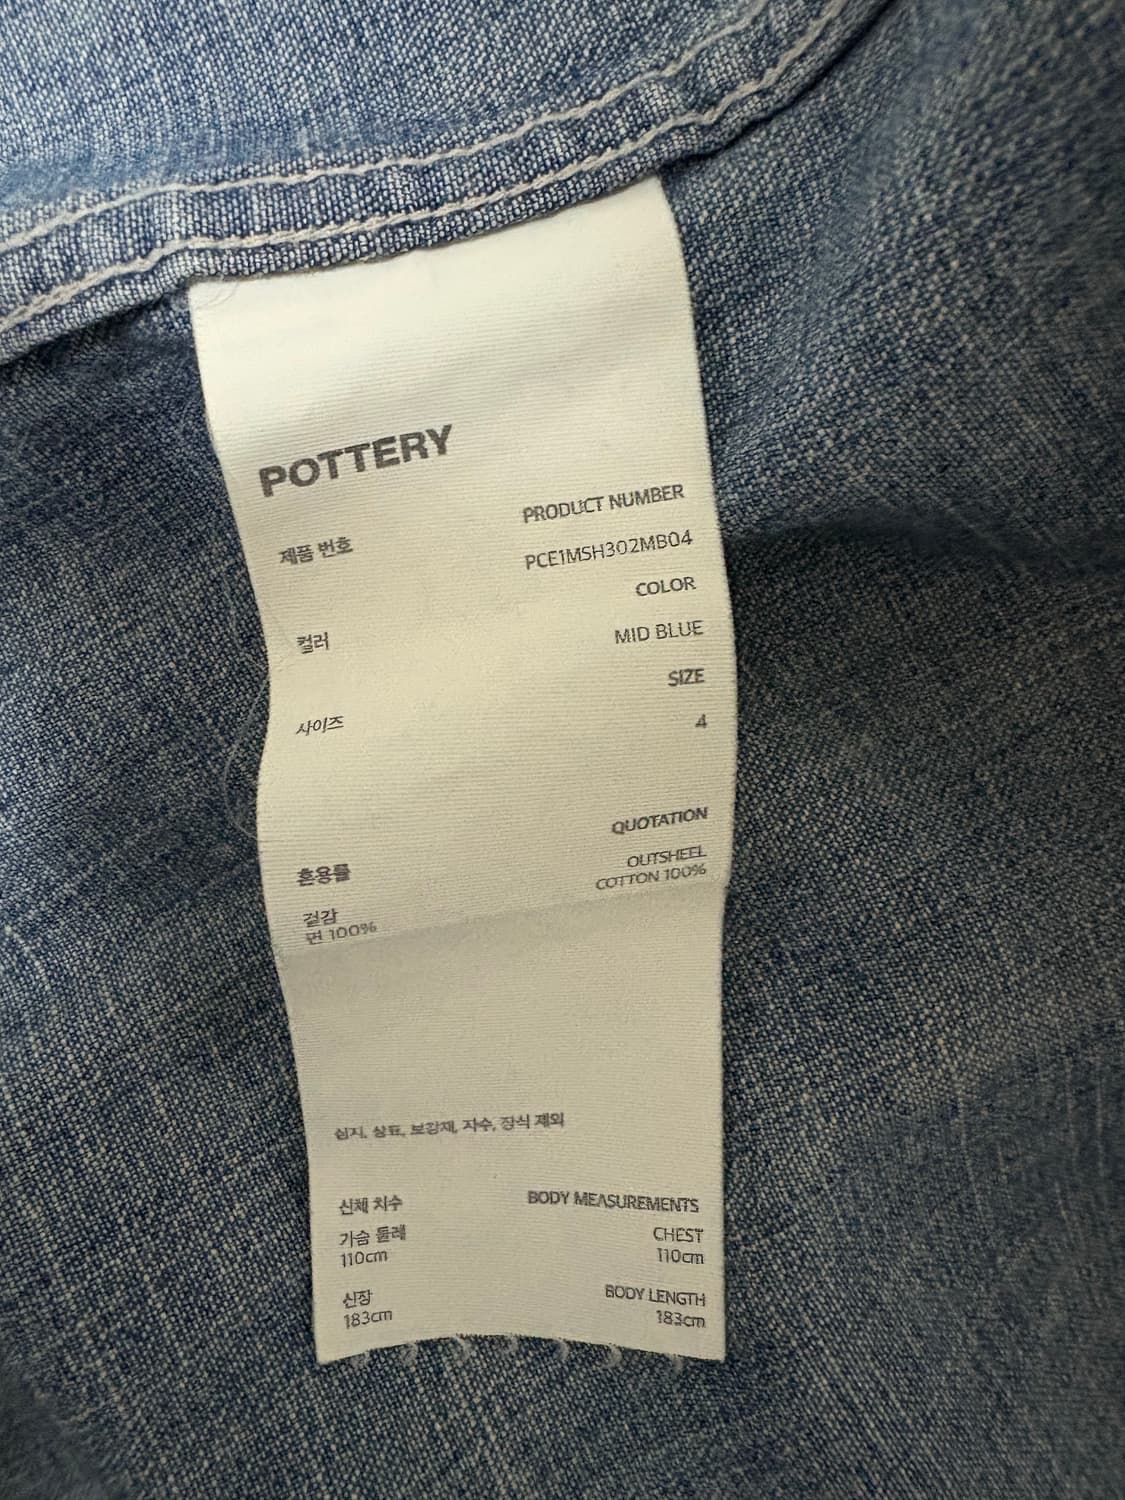 POTTERY
PRODUCT NUMBER
제품 번호
PCE1MSH302MB04
COLOR
컬러
MID BLUE
SIZE
사이즈
4
QUOTATION
혼용률
OUTSHEEL
COTTON 100%
겉감
면 100%
심지, 상표, 보강재, 자수, 장식 제외
신체 치수 BODY MEASUREMENTS
가슴 둘레 CHEST
110cm 110cm
신장 BODY LENGTH
183cm 183cm